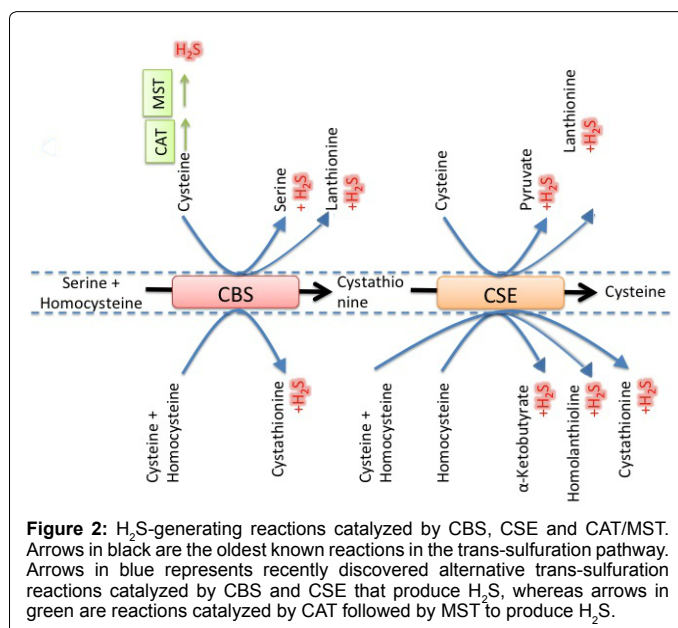 H₂S
MST
CAT
Cysteine
Serine
+ H₂S
Lanthionine
+H₂S
Cysteine
Pyruvate
+H₂S
Lanthionine
+H₂S
Serine +
Homocysteine
CBS
Cystathio
nine
CSE
Cysteine
Cysteine +
Homocysteine
Cystathionine
+H₂S
Cysteine +
Homocysteine
Homocysteine
α-Ketobutyrate
+H₂S
Homolanthioline
+H₂S
Cystathionine
+H₂S
Figure 2: H₂S-generating reactions catalyzed by CBS, CSE and CAT/MST.
Arrows in black are the oldest known reactions in the trans-sulfuration pathway.
Arrows in blue represents recently discovered alternative trans-sulfuration
reactions catalyzed by CBS and CSE that produce H₂S, whereas arrows in
green are reactions catalyzed by CAT followed by MST to produce H₂S.